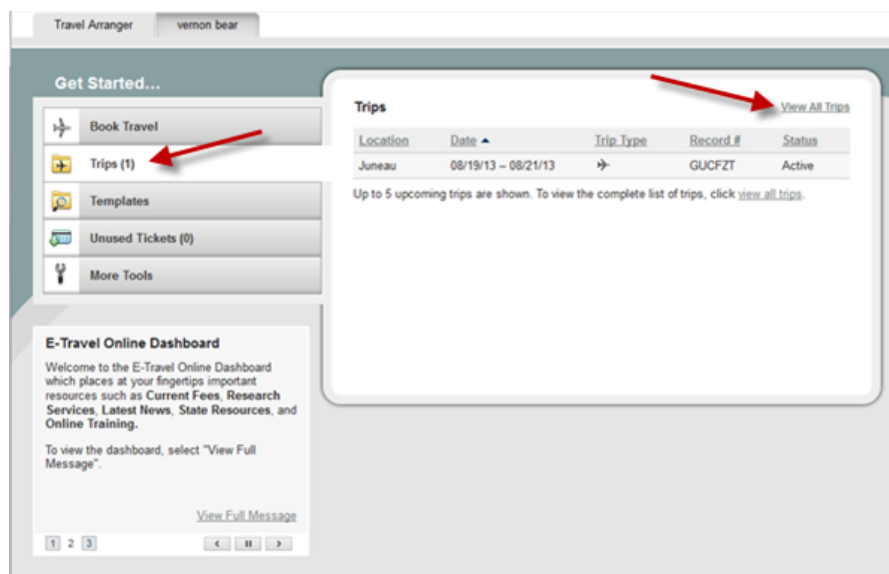 Travel Arranger
vernon bear
Get Started...
Book Travel
Trips (1)
Templates
Unused Tickets (0)
More Tools
Trips
View All Trips
Location Date Trip Type Record # Status
Juneau 08/19/13 – 08/21/13 GUCFZT Active
Up to 5 upcoming trips are shown. To view the complete list of trips, click view all trips.
E-Travel Online Dashboard
Welcome to the E-Travel Online Dashboard
which places at your fingertips important
resources such as Current Fees, Research
Services, Latest News, State Resources, and
Online Training.
To view the dashboard, select "View Full
Message".
View Full Message
1 2 3